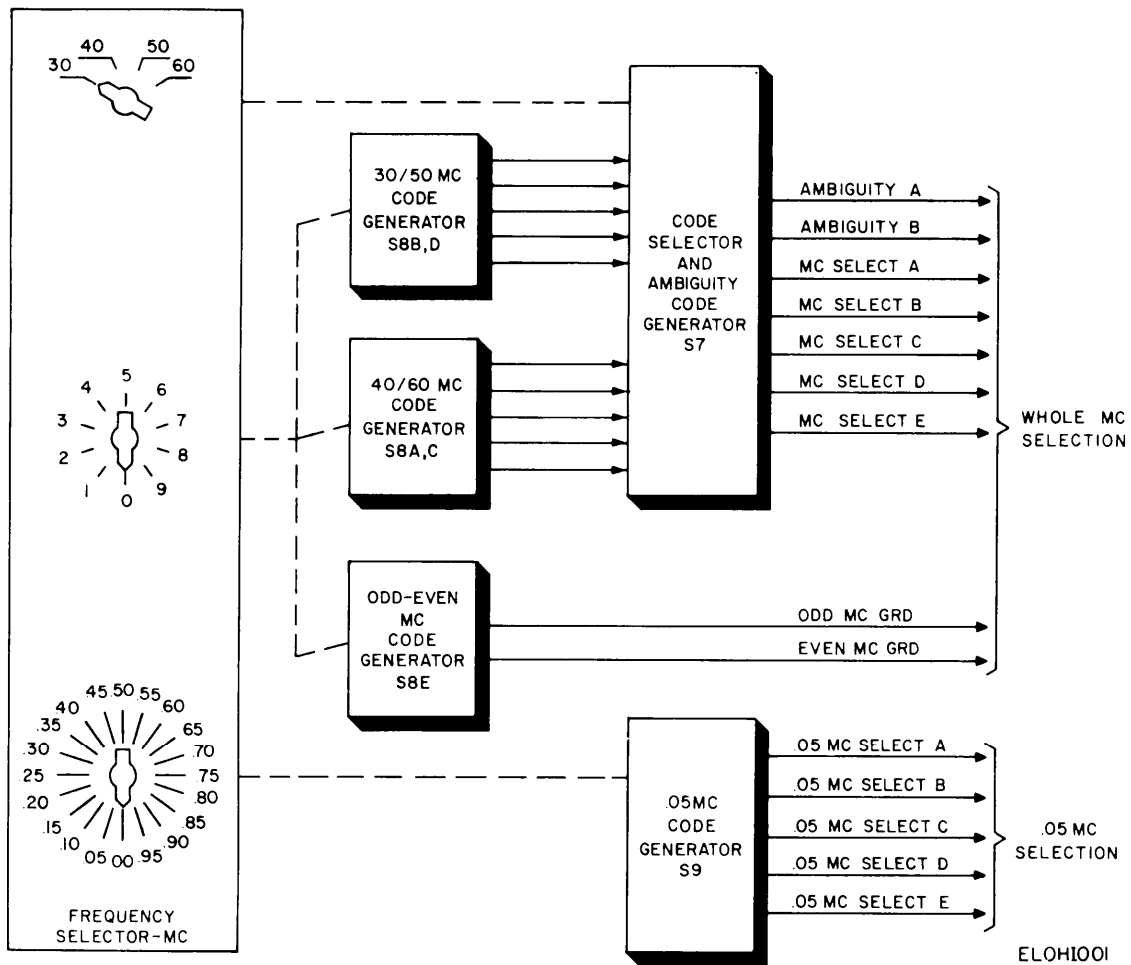 40
50
30
60
30/50 MC
CODE
GENERATOR
S8B,D
CODE
SELECTOR
AND
AMBIGUITY
CODE
GENERATOR
S7
AMBIGUITY A
AMBIGUITY B
MC SELECT A
MC SELECT B
MC SELECT C
MC SELECT D
MC SELECT E
WHOLE MC
SELECTION
5
4
6
3
7
2
8
1
9
0
40/60 MC
CODE
GENERATOR
S8A,C
ODD-EVEN
MC
CODE
GENERATOR
S8E
ODD MC GRD
EVEN MC GRD
.45 .50 .55
.40
.60
.35
.65
.30
.70
.25
.75
.20
.80
.15
.85
.10
.90
.05 .00 .95
.05MC
CODE
GENERATOR
S9
.05 MC SELECT A
.05 MC SELECT B
.05 MC SELECT C
.05 MC SELECT D
.05 MC SELECT E
.05 MC
SELECTION
FREQUENCY
SELECTOR-MC
ELOHI001